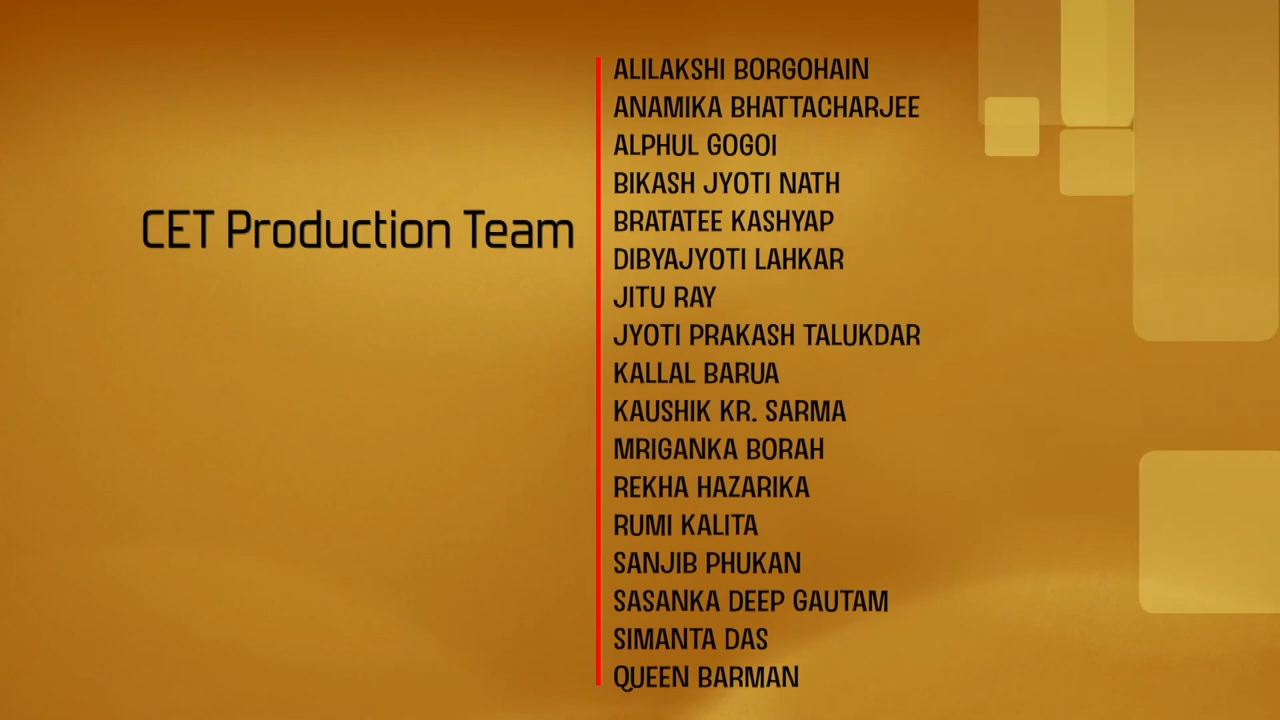 CET Production Team
ALILAKSHI BORGOHAIN
ANAMIKA BHATTACHARJEE
ALPHUL GOGOI
BIKASH JYOTI NATH
BRATATEE KASHYAP
DIBYAJYOTI LAHKAR
JITU RAY
JYOTI PRAKASH TALUKDAR
KALLAL BARUA
KAUSHIK KR. SARMA
MRIGANKA BORAH
REKHA HAZARIKA
RUMI KALITA
SANJIB PHUKAN
SASANKA DEEP GAUTAM
SIMANTA DAS
QUEEN BARMAN